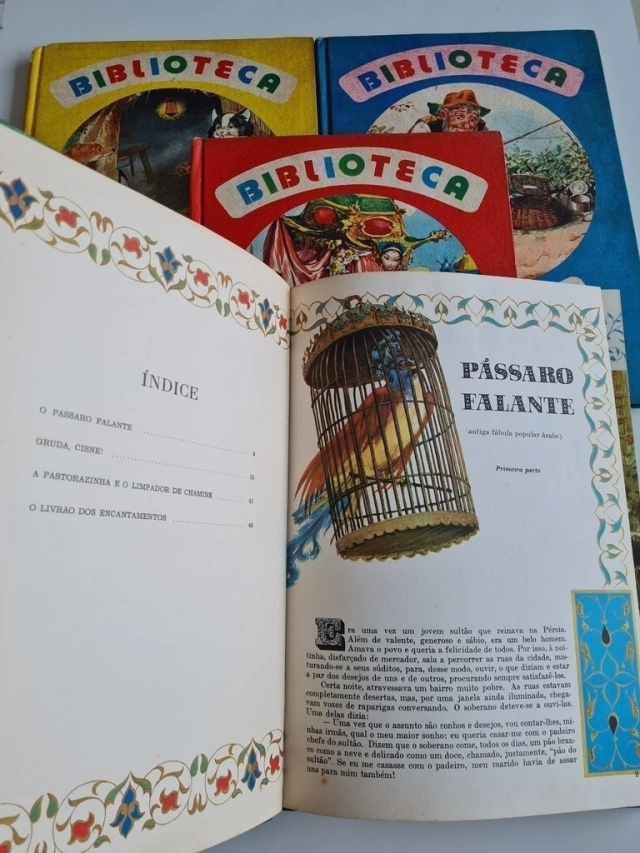 BIBLIOTECA
BIBLIOTECA
BIBLIOTECA
ÍNDICE
O PÁSSARO FALANTE 9
GRUDA, CISNE!
A PASTORAZINHA E O LIMPADOR DE CHAMINÉ
O LIVRAO DOS ENCANTAMENTOS
PÁSSARO
FALANTE
(antiga fábula popular árabe)
Primeira parte
Era uma vez um jovem sultão que reinava na Pérsia.
Além de valente, generoso e sábio, era um belo homem.
Amava o povo e queria a felicidade de todos. Por isso, à noi-
tinha, disfarçado de mercador, saía a percorrer as ruas da cidade, mis-
turando-se a seus súditos, para, desse modo, ouvir, o que diziam e estar
a par dos desejos de uns e de outros, procurando sempre satisfazê-los.
Certa noite, atravessava um bairro muito pobre. As ruas estavam
completamente desertas, mas, por uma janela ainda iluminada, chega-
vam vozes de raparigas conversando. O soberano deteve-se a ouvi-las.
Uma delas dizia:
— Uma vez que o assunto são sonhos e desejos, vou contar-lhes, mi-
nhas irmãs, qual o meu maior sonho: eu queria casar-me com o padeiro
chefe do sultão. Dizem que o soberano come, todos os dias, um pão bran-
co como a neve e delicado como um doce, chamado, justamente, "pão do
sultão". Se eu me casasse com o padeiro, meu marido havia de assar
uns para mim também!
9